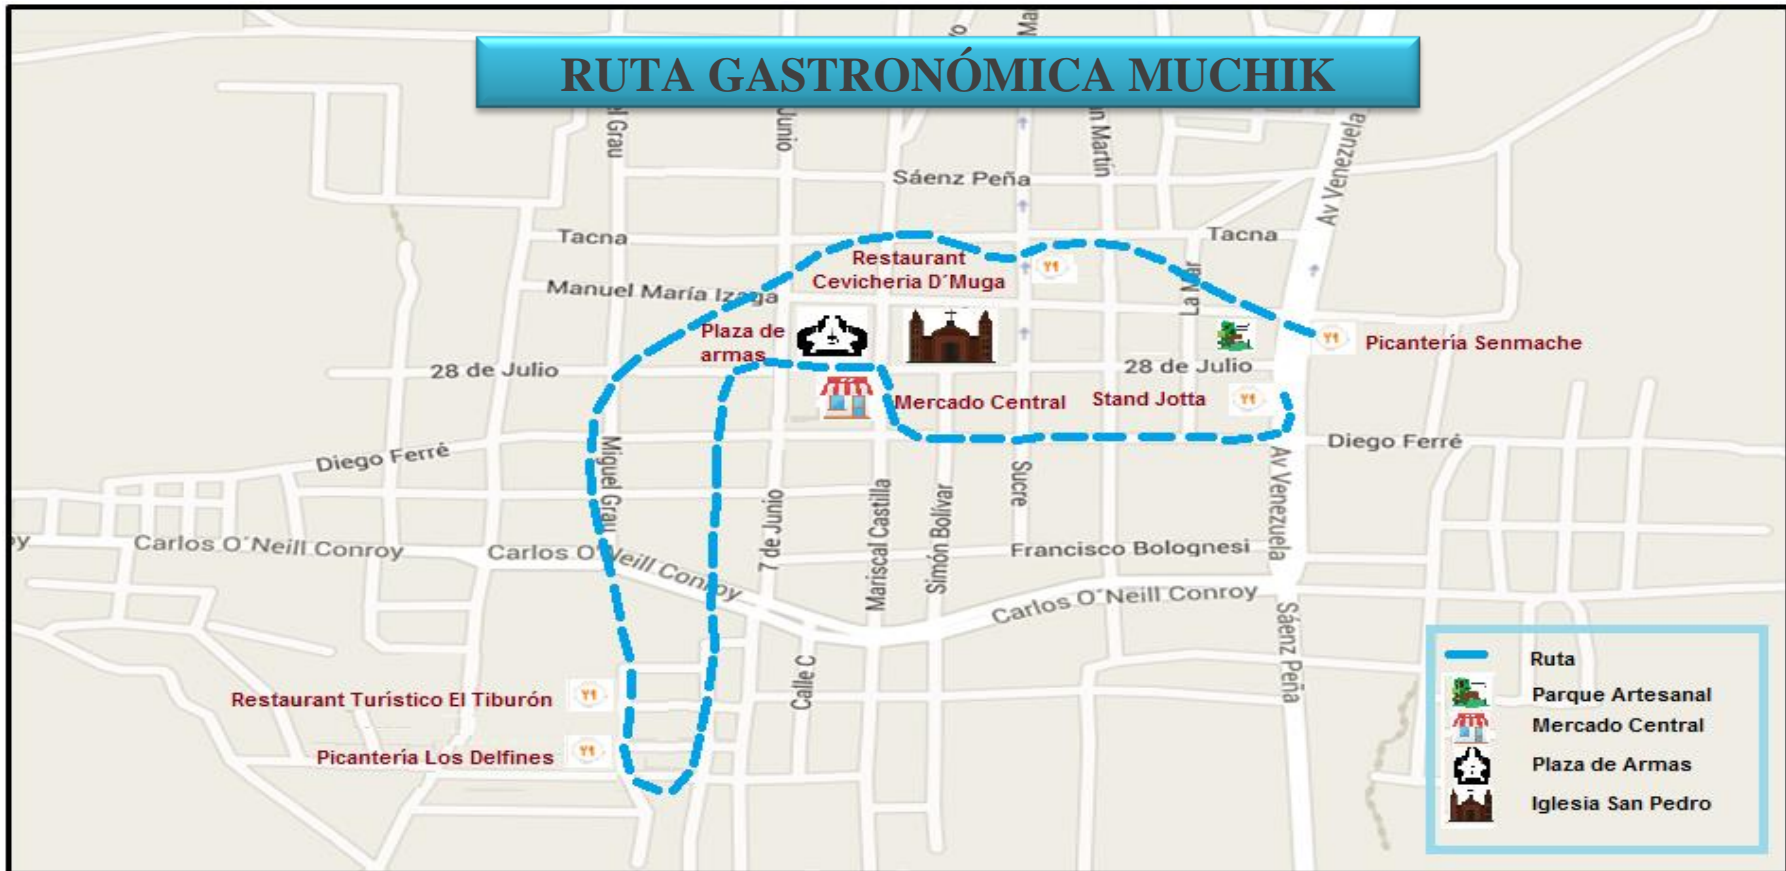 RUTA GASTRONÓMICA MUCHIK
el Grau
Junio
n Martín
Av Venezuela
Sáenz Peña
Tacna
Tacna
Restaurant
Cevicheria D´Muga
La Mar
Manuel María Izaga
Plaza de
armas
Picantería Senmache
28 de Julio
28 de Julio
Mercado Central
Stand Jotta
Diego Ferré
Diego Ferré
Miguel Grau
7 de Junio
Mariscal Castilla
Simón Bolívar
Sucre
Av Venezuela
Carlos O´Neill Conroy
Carlos O´Neill Conroy
Francisco Bolognesi
Carlos O´Neill Conroy
Sáenz Peña
Calle C
Restaurant Turístico El Tiburón
Picantería Los Delfines
Ruta
Parque Artesanal
Mercado Central
Plaza de Armas
Iglesia San Pedro